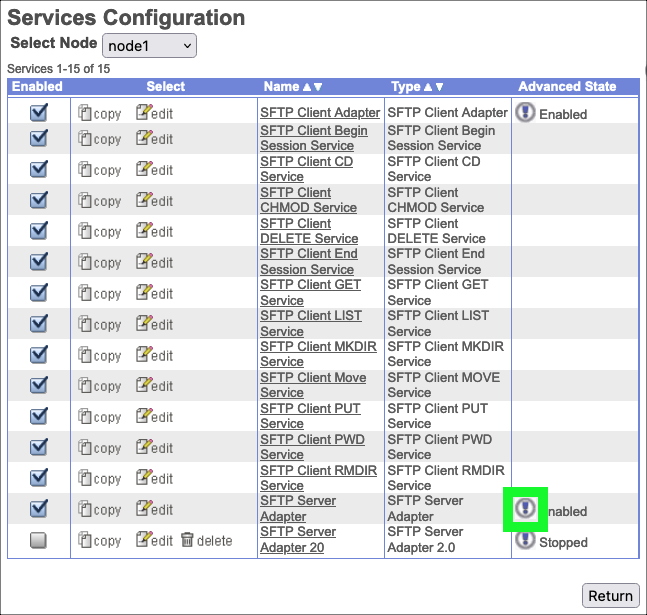 Services Configuration
Select Node node1
Services 1-15 of 15
Enabled Select Name Type Advanced State
copy edit SFTP Client Adapter SFTP Client Adapter Enabled
copy edit SFTP Client Begin Session Service SFTP Client Begin Session Service
copy edit SFTP Client CD Service SFTP Client CD Service
copy edit SFTP Client CHMOD Service SFTP Client CHMOD Service
copy edit SFTP Client DELETE Service SFTP Client DELETE Service
copy edit SFTP Client End Session Service SFTP Client End Session Service
copy edit SFTP Client GET Service SFTP Client GET Service
copy edit SFTP Client LIST Service SFTP Client LIST Service
copy edit SFTP Client MKDIR Service SFTP Client MKDIR Service
copy edit SFTP Client Move Service SFTP Client MOVE Service
copy edit SFTP Client PUT Service SFTP Client PUT Service
copy edit SFTP Client PWD Service SFTP Client PWD Service
copy edit SFTP Client RMDIR Service SFTP Client RMDIR Service
copy edit SFTP Server Adapter SFTP Server Adapter nabled
copy edit delete SFTP Server Adapter 20 SFTP Server Adapter 2.0 Stopped
Return